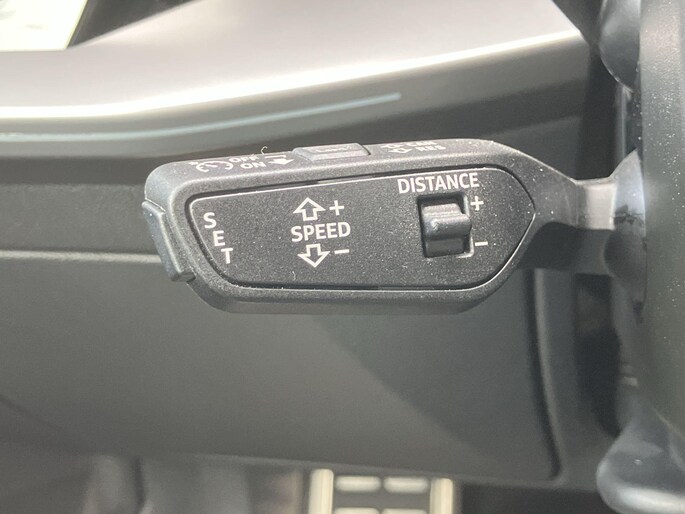 OFF
ON
RES
SET
DISTANCE
+
SPEED
+
-
-